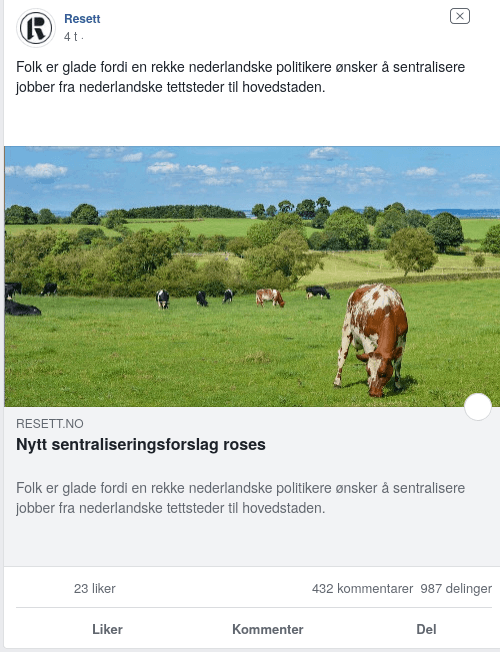 Resett
4 t ·
Folk er glade fordi en rekke nederlandske politikere ønsker å sentralisere
jobber fra nederlandske tettsteder til hovedstaden.
RESETT.NO
Nytt sentraliseringsforslag roses
Folk er glade fordi en rekke nederlandske politikere ønsker å sentralisere
jobber fra nederlandske tettsteder til hovedstaden.
23 liker 432 kommentarer 987 delinger
Liker Kommenter Del